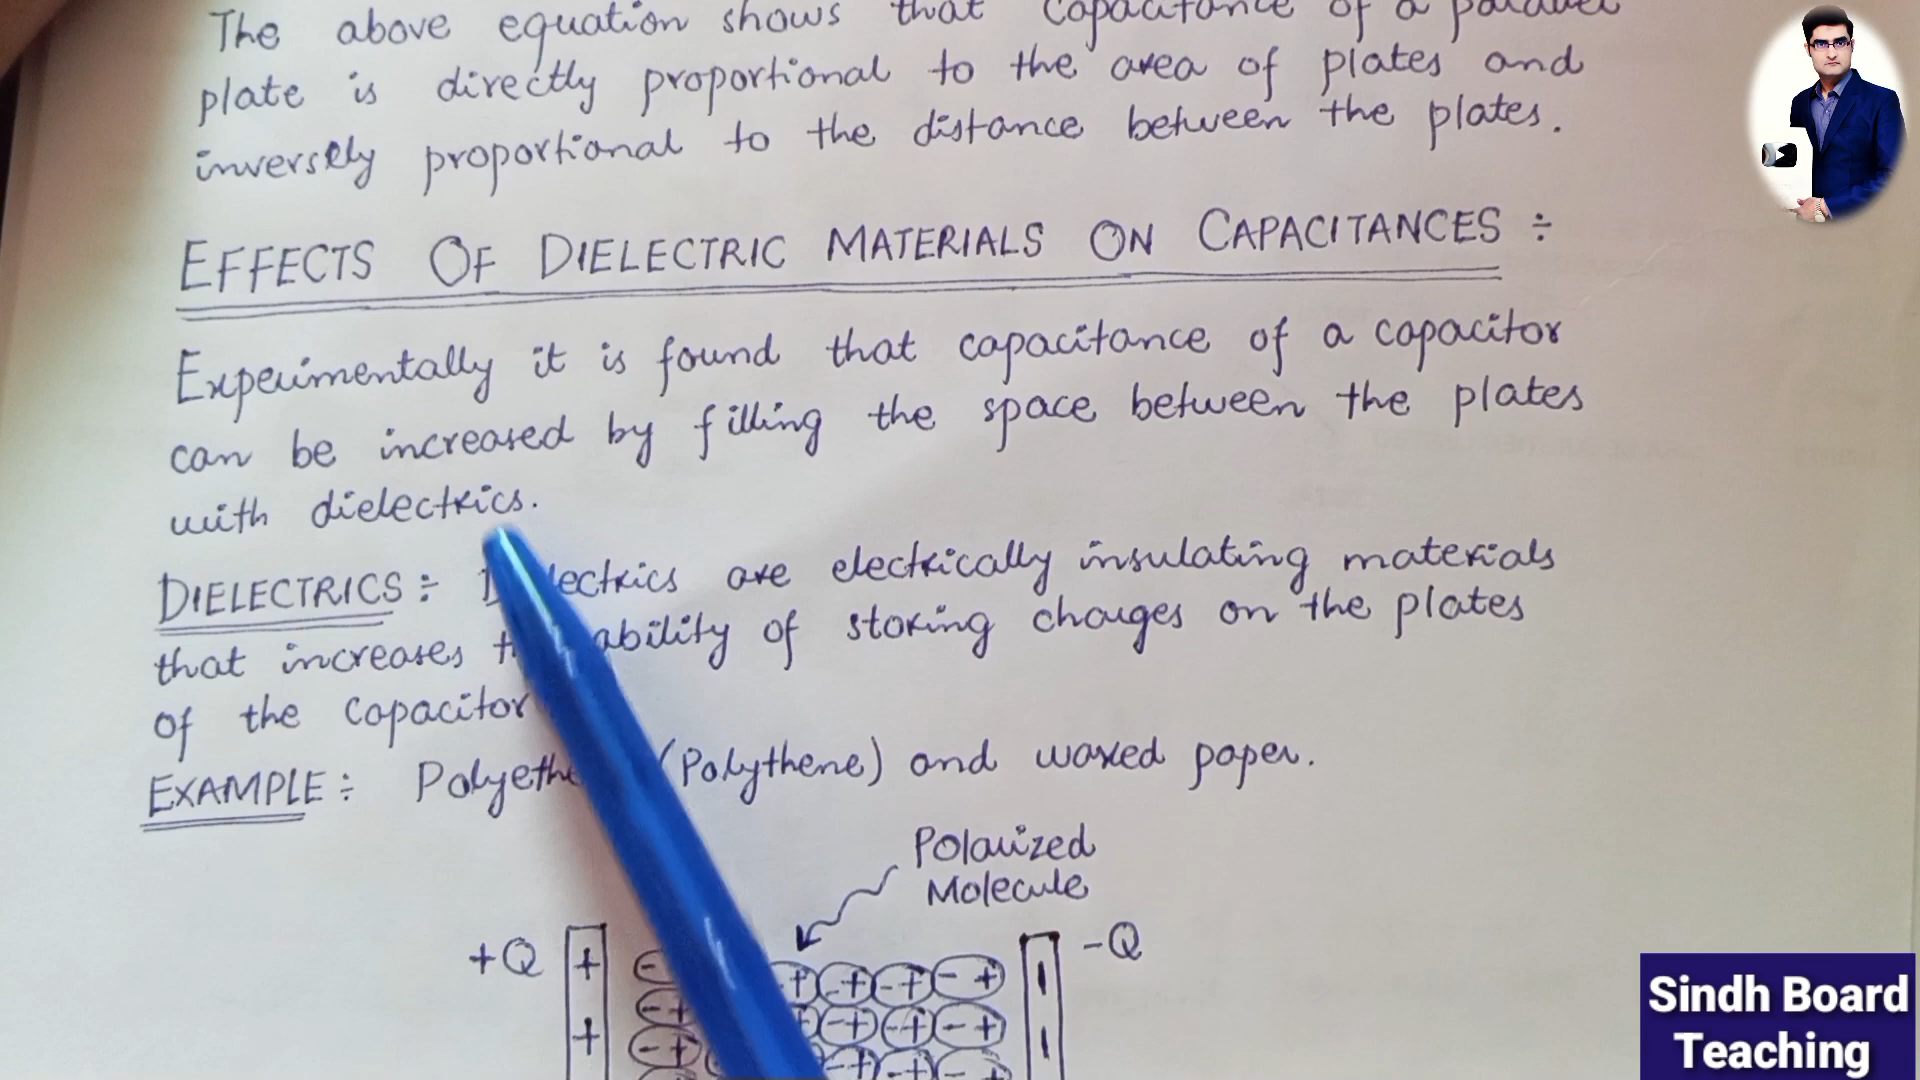 The above equation shows that capacitance of a parallel
plate is directly proportional to the area of plates and
inversely proportional to the distance between the plates.
EFFECTS OF DIELECTRIC MATERIALS ON CAPACITANCES :
Experimentally it is found that capacitance of a capacitor
can be increased by filling the space between the plates
with dielectrics.
DIELECTRICS : are electrically insulating materials
that increases ability of storing charges on the plates
of the capacitor
EXAMPLE : (Polythene) and waxed paper.
Polarized
Molecule
+Q
-Q
Sindh Board
Teaching